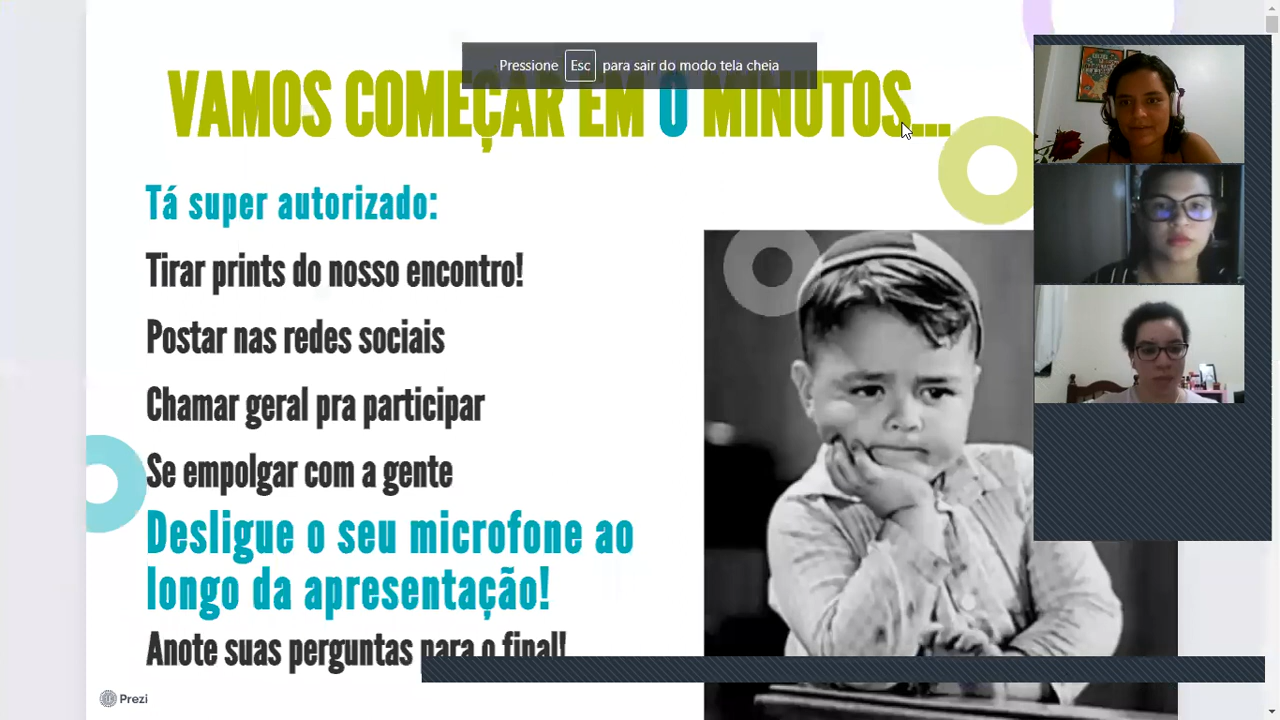 Pressione Esc para sair do modo tela cheia
VAMOS COMEÇAR EM 0 MINUTOS...
Tá super autorizado:
Tirar prints do nosso encontro!
Postar nas redes sociais
Chamar geral pra participar
Se empolgar com a gente
Desligue o seu microfone ao
longo da apresentação!
Anote suas perguntas para o final!
Prezi